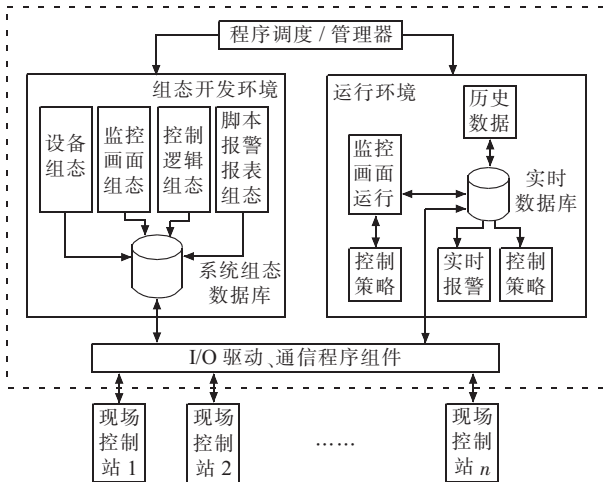 程序调度 / 管理器
组态开发环境
设备
组态
监控
画面
组态
控制
逻辑
组态
脚本
报警
报表
组态
系统组态
数据库
运行环境
历史
数据
监控
画面
运行
实时
数据库
控制
策略
实时
报警
控制
策略
I/O 驱动、通信程序组件
现场
控制
站 1
现场
控制
站 2
……
现场
控制
站 n